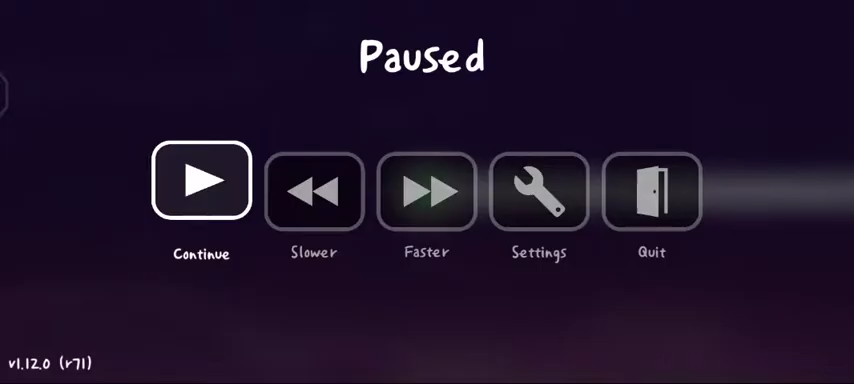 Paused
Continue
Slower
Faster
Settings
Quit
v1.12.0 (r71)